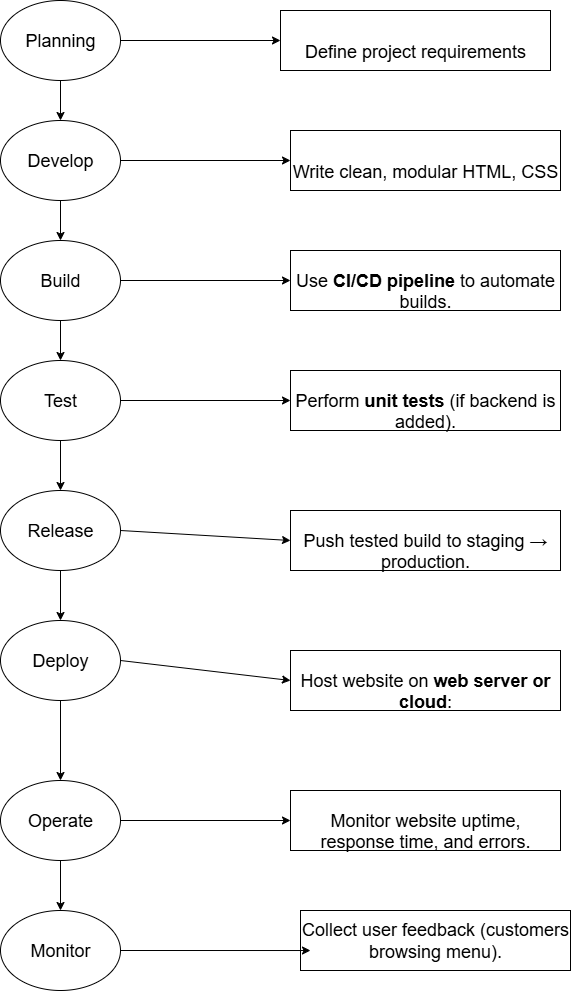 Planning
Define project requirements
Develop
Write clean, modular HTML, CSS
Build
Use CI/CD pipeline to automate
builds.
Test
Perform unit tests (if backend is
added).
Release
Push tested build to staging →
production.
Deploy
Host website on web server or
cloud:
Operate
Monitor website uptime,
response time, and errors.
Monitor
Collect user feedback (customers
browsing menu).